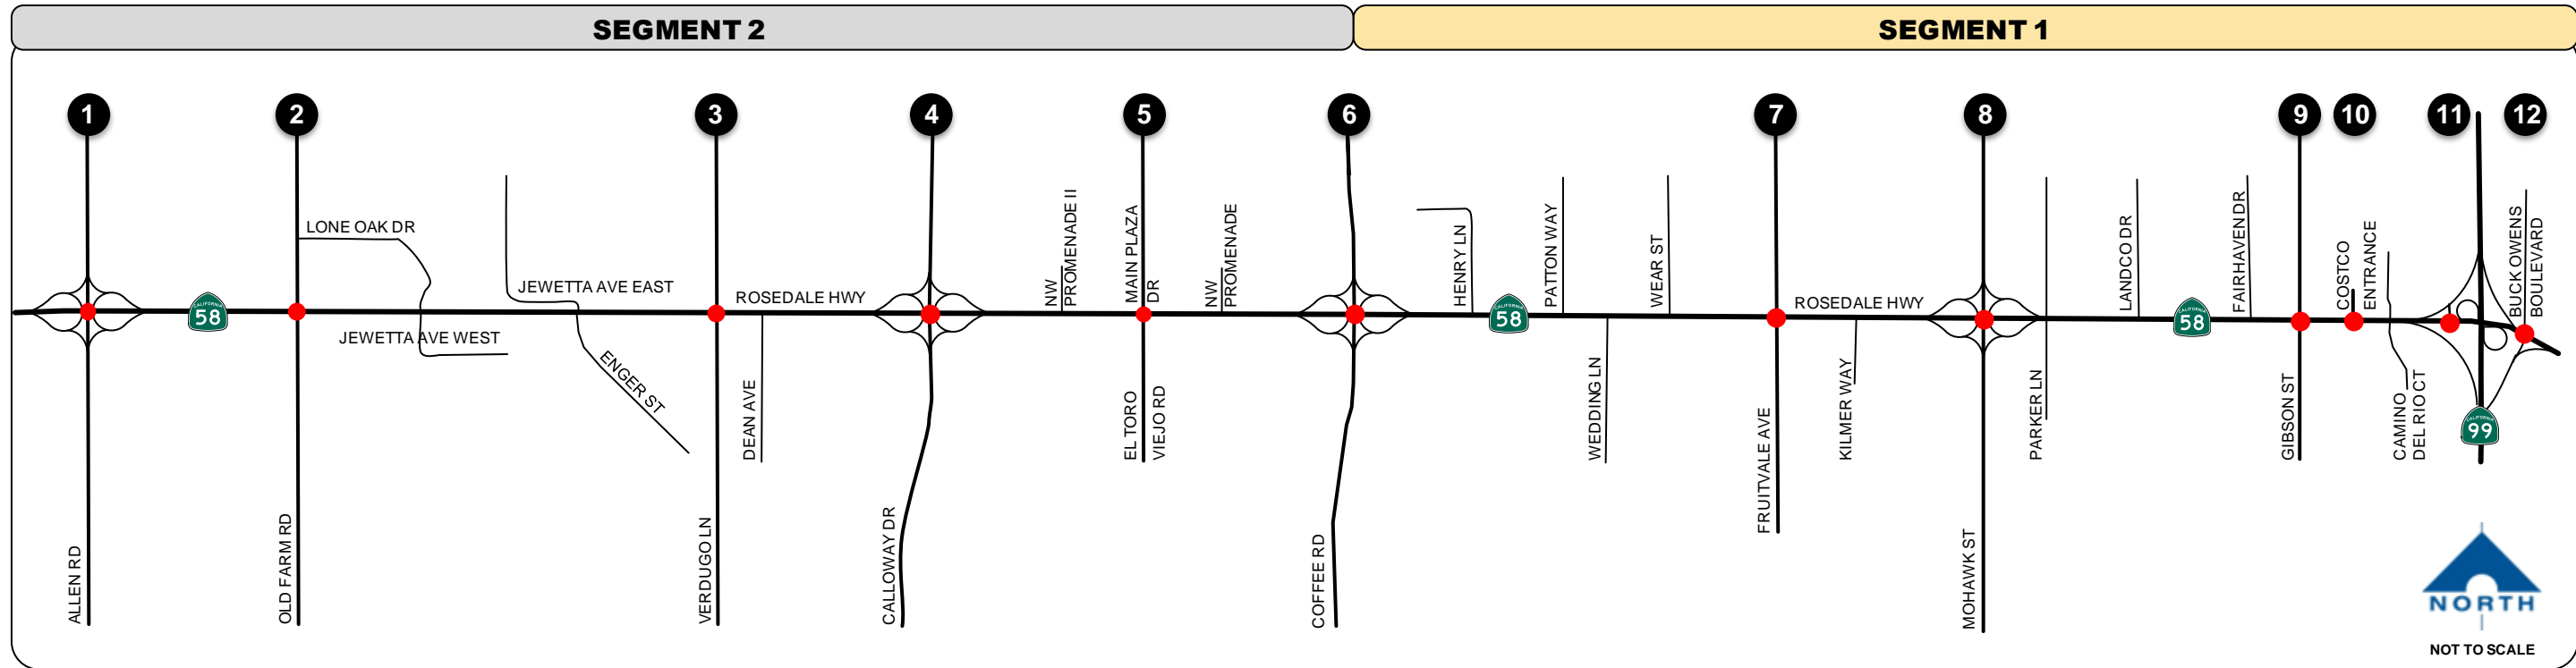 SEGMENT 2
SEGMENT 1
1
2
3
4
5
6
7
8
9
10
11
12
LONE OAK DR
JEWETTA AVE EAST
JEWETTA AVE WEST
ENGER ST
ROSEDALE HWY
NW
PROMENADE II
MAIN PLAZA
DR
NW
PROMENADE
HENRY LN
PATTON WAY
WEAR ST
ROSEDALE HWY
LANDCO DR
FAIRHAVEN DR
COSTCO
ENTRANCE
BUCK OWENS
BOULEVARD
CALIFORNIA
58
CALIFORNIA
58
CALIFORNIA
58
CALIFORNIA
99
ALLEN RD
OLD FARM RD
VERDUGO LN
DEAN AVE
CALLOWAY DR
EL TORO
VIEJO RD
COFFEE RD
WEDDING LN
FRUITVALE AVE
KILMER WAY
MOHAWK ST
PARKER LN
GIBSON ST
CAMINO
DEL RIO CT
NORTH
NOT TO SCALE